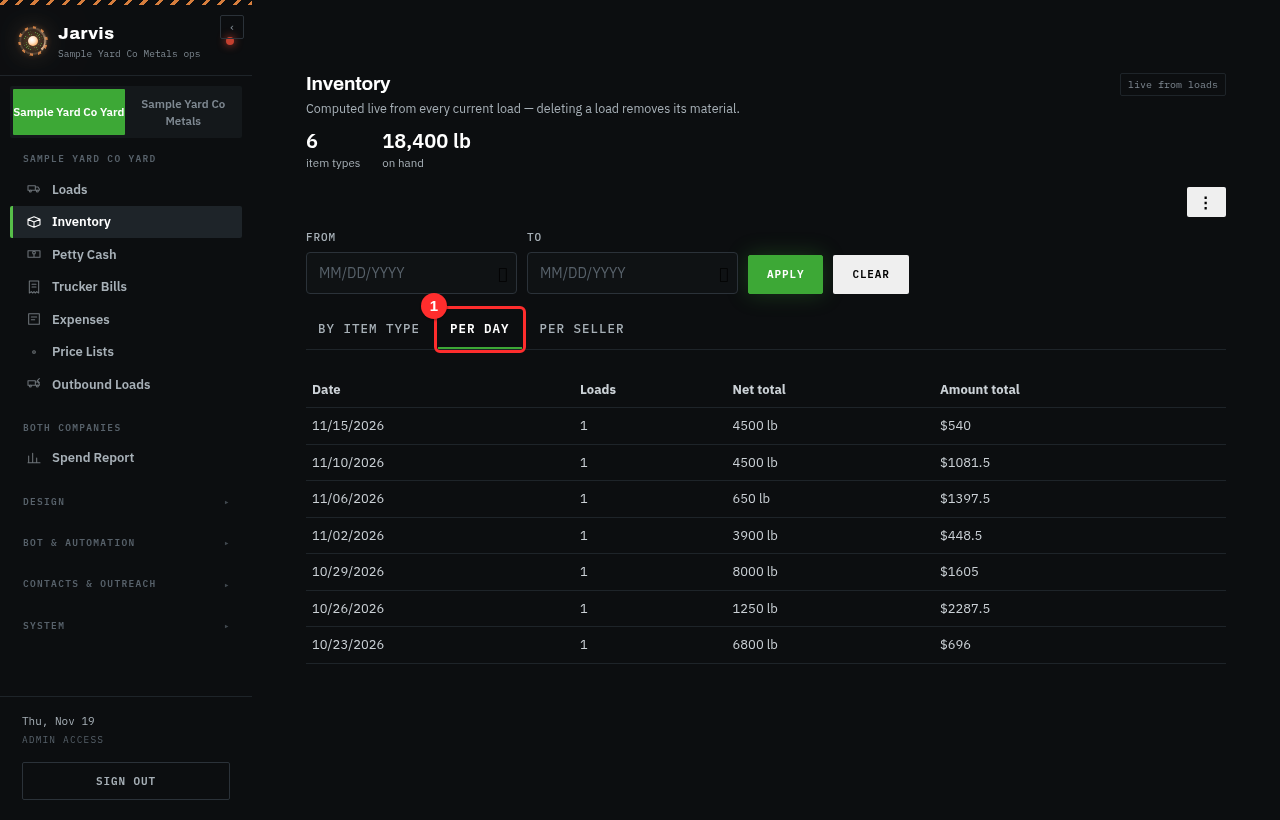 Jarvis
Sample Yard Co Metals ops
‹
Sample Yard Co Yard
Sample Yard Co
Metals
SAMPLE YARD CO YARD
Loads
Inventory
Petty Cash
Trucker Bills
Expenses
Price Lists
Outbound Loads
BOTH COMPANIES
Spend Report
DESIGN
BOT & AUTOMATION
CONTACTS & OUTREACH
SYSTEM
Thu, Nov 19
ADMIN ACCESS
SIGN OUT
Inventory
live from loads
Computed live from every current load — deleting a load removes its material.
6 18,400 lb
item types on hand
FROM TO
MM/DD/YYYY MM/DD/YYYY APPLY CLEAR
1
BY ITEM TYPE PER DAY PER SELLER
Date Loads Net total Amount total
11/15/2026 1 4500 lb $540
11/10/2026 1 4500 lb $1081.5
11/06/2026 1 650 lb $1397.5
11/02/2026 1 3900 lb $448.5
10/29/2026 1 8000 lb $1605
10/26/2026 1 1250 lb $2287.5
10/23/2026 1 6800 lb $696